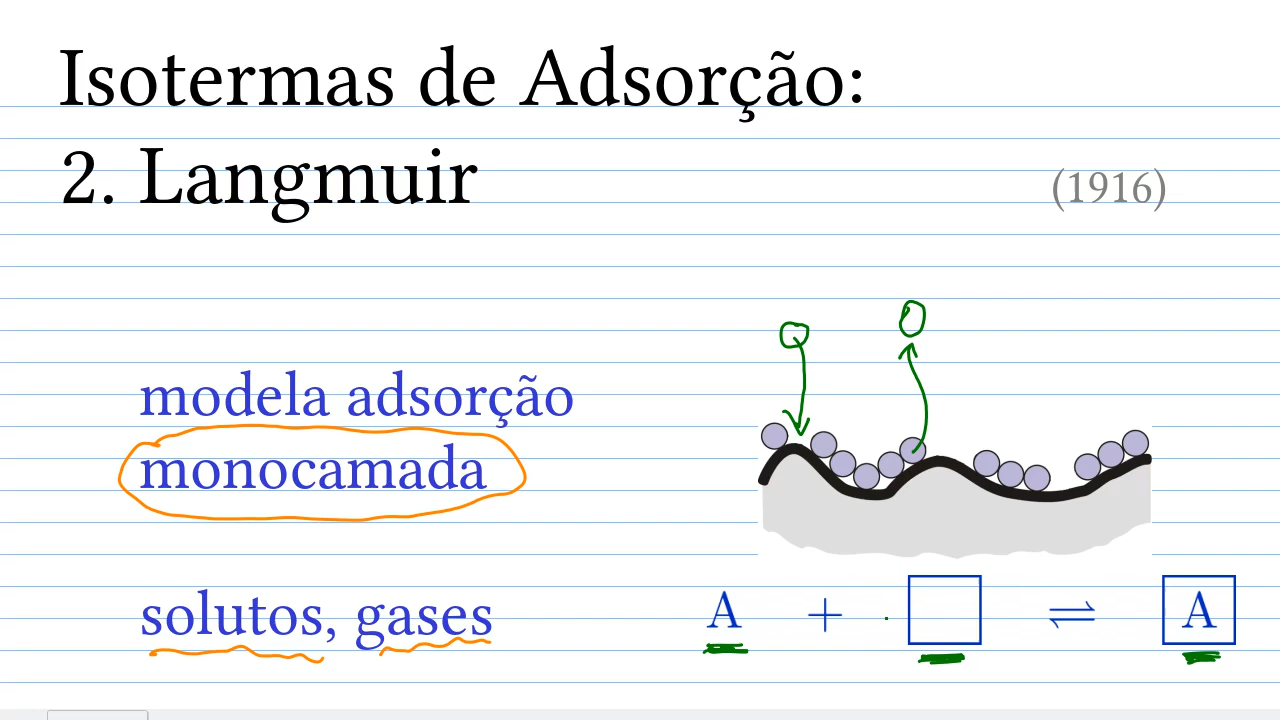 Isotermas de Adsorção:
2. Langmuir (1916)
modela adsorção
monocamada
solutos, gases
A + □ ⇌ A